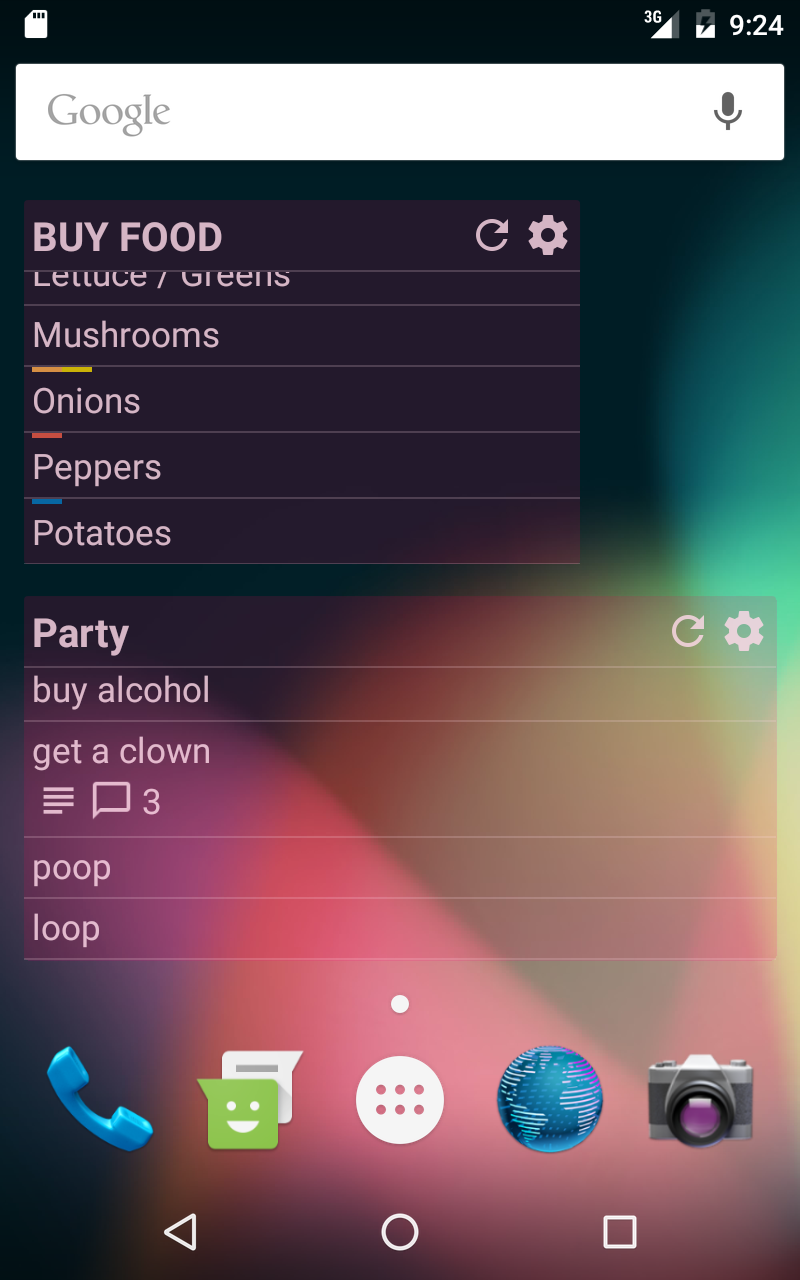 3G 9:24
Google
BUY FOOD
Lettuce / Greens
Mushrooms
Onions
Peppers
Potatoes
Party
buy alcohol
get a clown
3
poop
loop